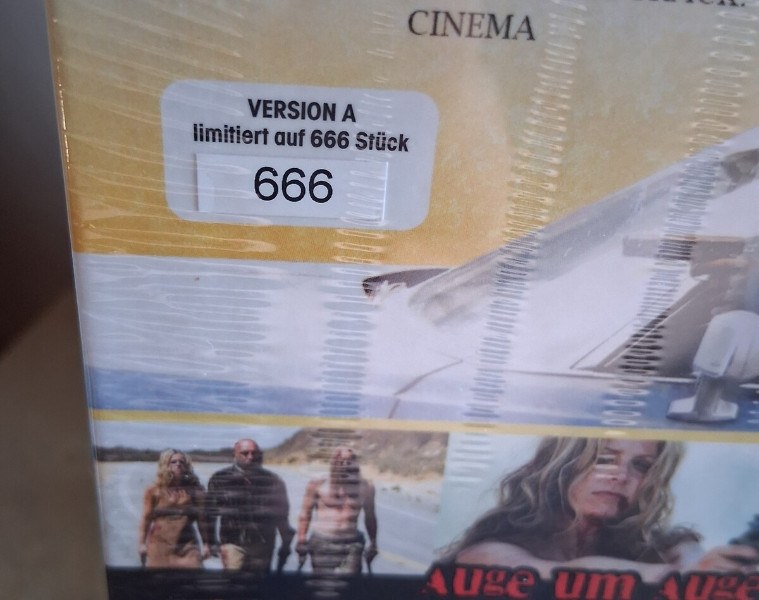 CINEMA
VERSION A
limitiert auf 666 Stück
666
Auge um Auge